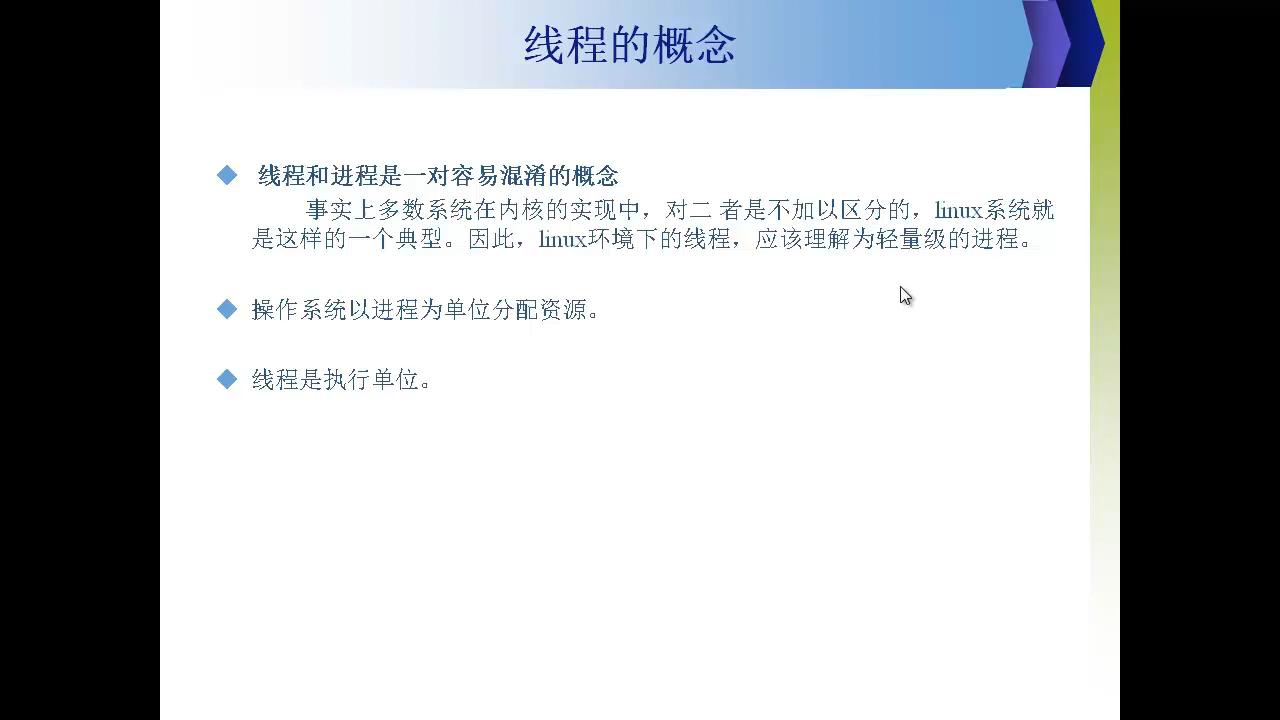 线程的概念
线程和进程是一对容易混淆的概念
事实上多数系统在内核的实现中，对二 者是不加以区分的，linux系统就
是这样的一个典型。因此，linux环境下的线程，应该理解为轻量级的进程。
操作系统以进程为单位分配资源。
线程是执行单位。